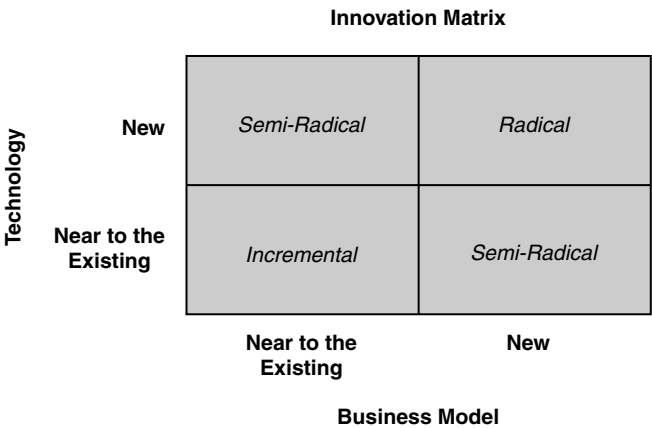 Innovation Matrix
Technology
New
Semi-Radical
Radical
Near to the
Existing
Incremental
Semi-Radical
Near to the
Existing
New
Business Model